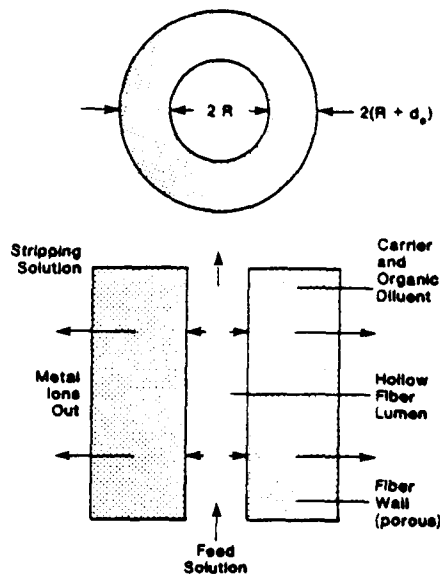 2 R
2(R + do)
Stripping
Solution
Carrier
and
Organic
Diluent
Metal
Ions
Out
Hollow
Fiber
Lumen
Fiber
Wall
(porous)
Feed
Solution